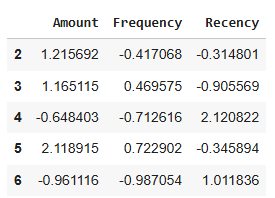 Amount Frequency Recency
2 1.215692 -0.417068 -0.314801
3 1.165115 0.469575 -0.905569
4 -0.648403 -0.712616 2.120822
5 2.118915 0.722902 -0.345894
6 -0.961116 -0.987054 1.011836